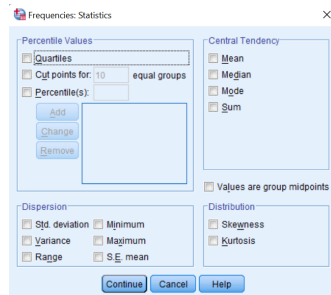 Frequencies: Statistics
Percentile Values
Quartiles
Cut points for: 10 equal groups
Percentile(s):
Add
Change
Remove
Central Tendency
Mean
Median
Mode
Sum
Values are group midpoints
Dispersion
Std. deviation Minimum
Variance Maximum
Range S.E. mean
Distribution
Skewness
Kurtosis
Continue Cancel Help